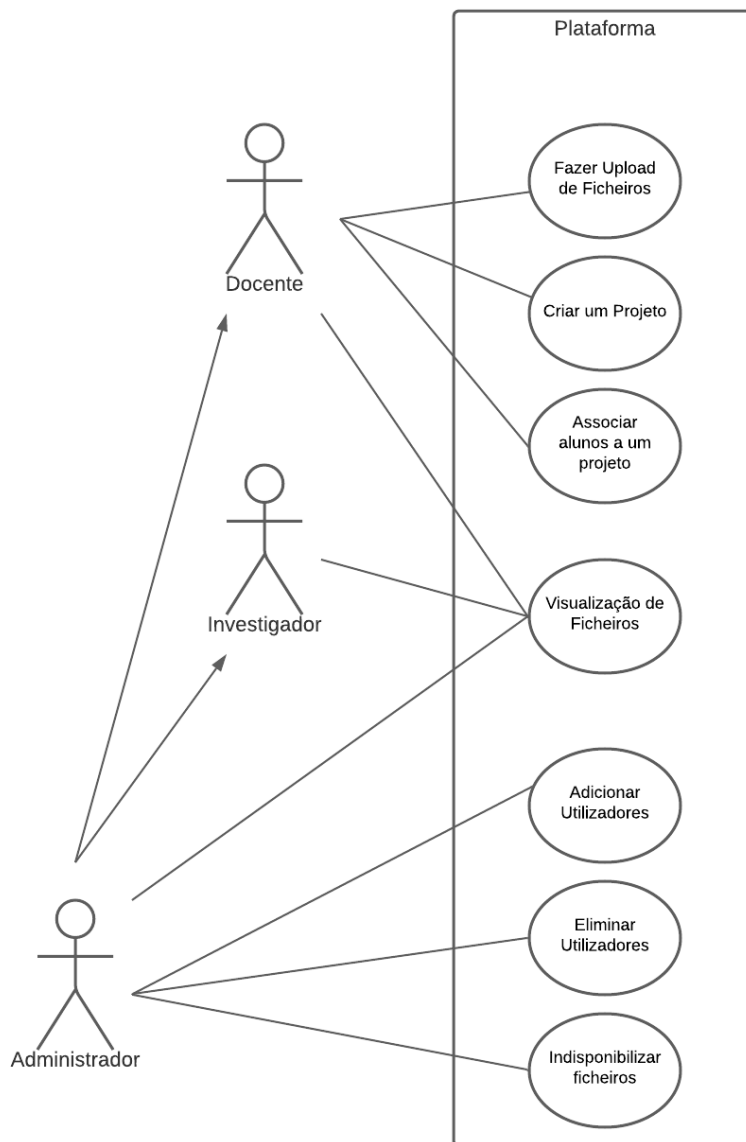 Plataforma
Fazer Upload
de Ficheiros
Docente
Criar um Projeto
Associar
alunos a um
projeto
Investigador
Visualização de
Ficheiros
Adicionar
Utilizadores
Eliminar
Utilizadores
Administrador
Indisponibilizar
ficheiros